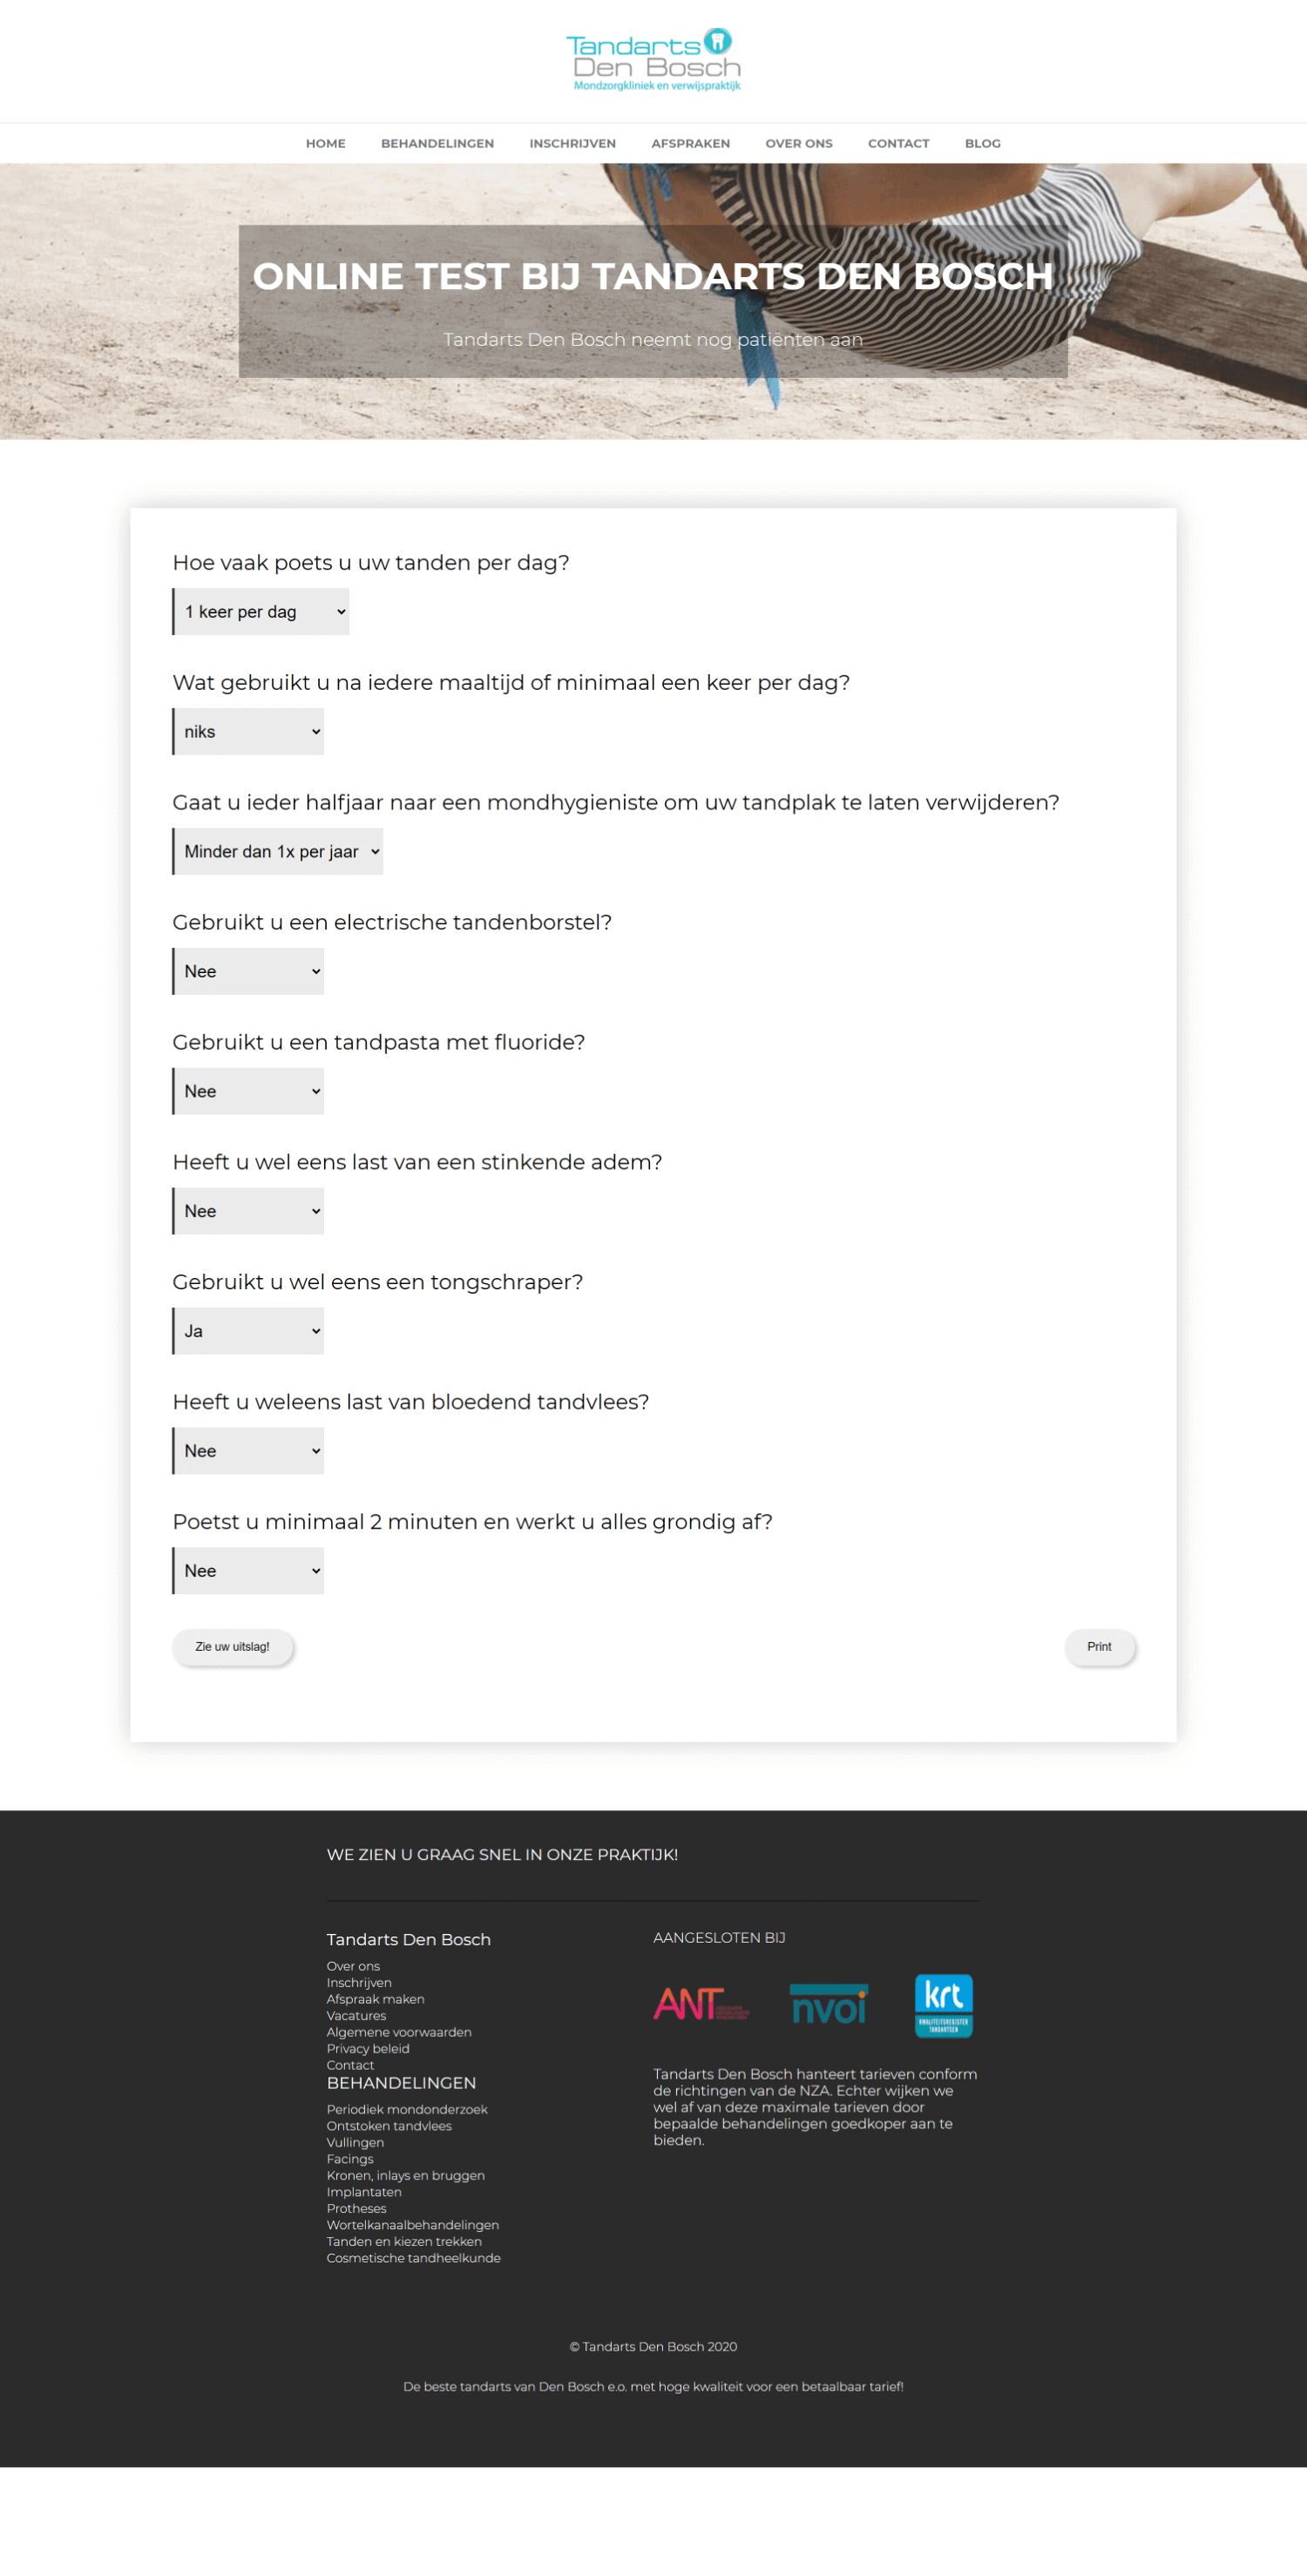 Tandarts
Den Bosch
Mondzorgkliniek en verwijspraktijk
HOME BEHANDELINGEN INSCHRIJVEN AFSPRAKEN OVER ONS CONTACT BLOG
ONLINE TEST BIJ TANDARTS DEN BOSCH
Tandarts Den Bosch neemt nog patiënten aan
Hoe vaak poets u uw tanden per dag?
1 keer per dag
Wat gebruikt u na iedere maaltijd of minimaal een keer per dag?
niks
Gaat u ieder halfjaar naar een mondhygieniste om uw tandplak te laten verwijderen?
Minder dan 1x per jaar
Gebruikt u een electrische tandenborstel?
Nee
Gebruikt u een tandpasta met fluoride?
Nee
Heeft u wel eens last van een stinkende adem?
Nee
Gebruikt u wel eens een tongschraper?
Ja
Heeft u weleens last van bloedend tandvlees?
Nee
Poetst u minimaal 2 minuten en werkt u alles grondig af?
Nee
Zie uw uitslag! Print
WE ZIEN U GRAAG SNEL IN ONZE PRAKTIJK!
Tandarts Den Bosch
Over ons
Inschrijven
Afspraak maken
Vacatures
Algemene voorwaarden
Privacy beleid
Contact
BEHANDELINGEN
Periodiek mondonderzoek
Ontstoken tandvlees
Vullingen
Facings
Kronen, inlays en bruggen
Implantaten
Protheses
Wortelkanaalbehandelingen
Tanden en kiezen trekken
Cosmetische tandheelkunde
AANGESLOTEN BIJ
ANT
nvoi
krt
KWALITEITSREGISTER
TANDARTSEN
Tandarts Den Bosch hanteert tarieven conform
de richtingen van de NZA. Echter wijken we
wel af van deze maximale tarieven door
bepaalde behandelingen goedkoper aan te
bieden.
© Tandarts Den Bosch 2020
De beste tandarts van Den Bosch e.o. met hoge kwaliteit voor een betaalbaar tarief!